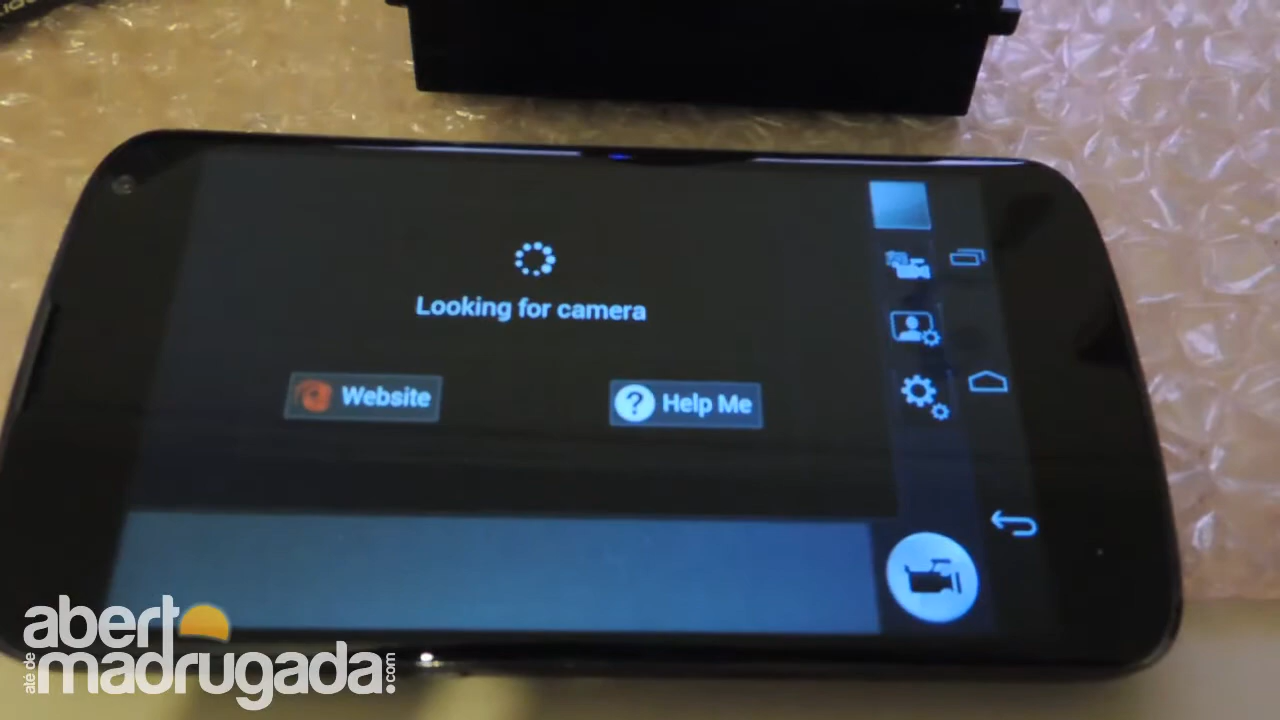 Looking for camera
Website
? Help Me
aberto
até de madrugada.com